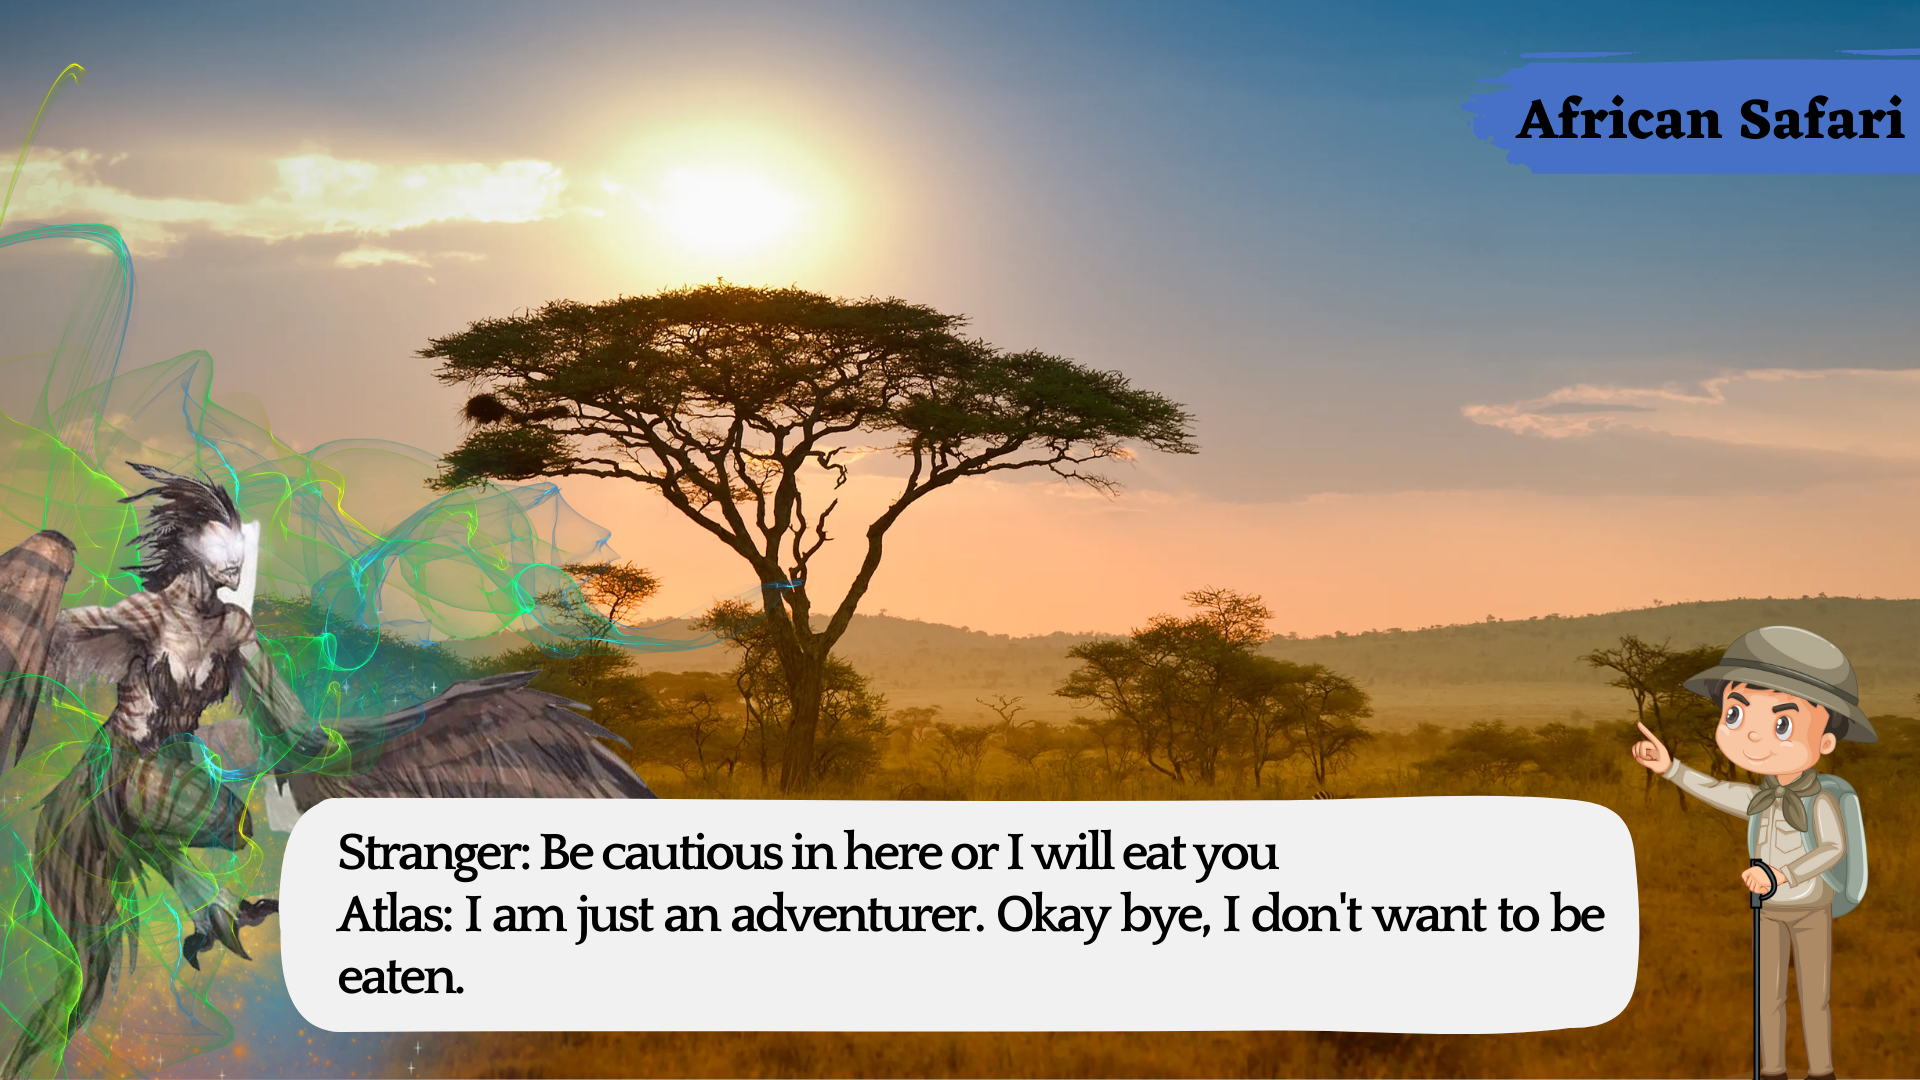 African Safari
Stranger: Be cautious in here or I will eat you
Atlas: I am just an adventurer. Okay bye, I don't want to be
eaten.